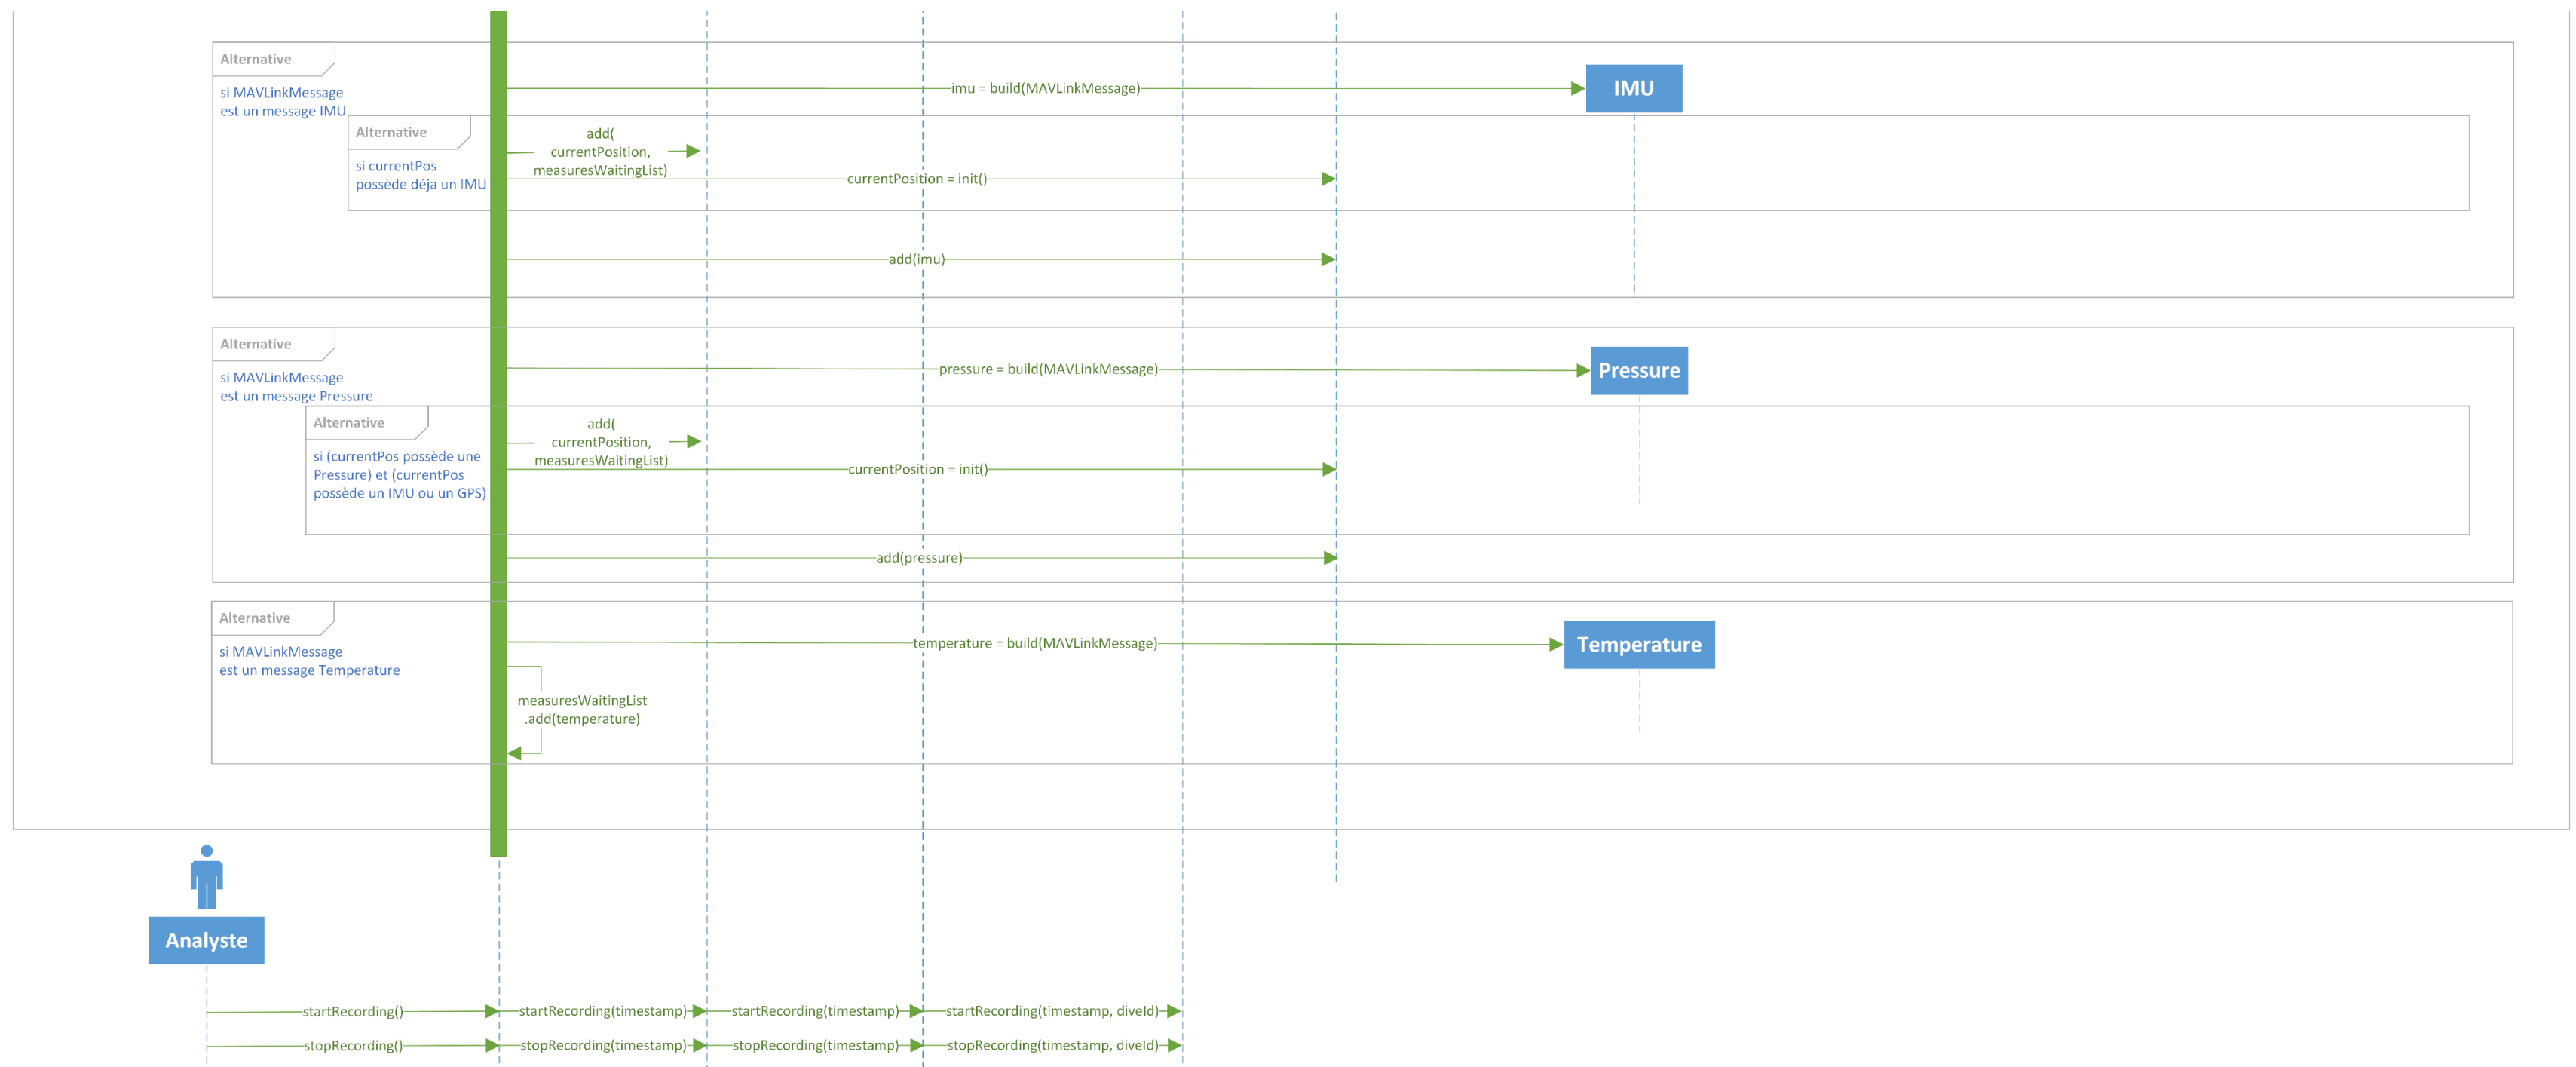 Alternative
si MAVLinkMessage
est un message IMU
imu = build(MAVLinkMessage)
IMU
Alternative
si currentPos
possède déja un IMU
add(
currentPosition,
measuresWaitingList)
currentPosition = init()
add(imu)
Alternative
si MAVLinkMessage
est un message Pressure
pressure = build(MAVLinkMessage)
Pressure
Alternative
si (currentPos possède une
Pressure) et (currentPos
possède un IMU ou un GPS)
add(
currentPosition,
measuresWaitingList)
currentPosition = init()
add(pressure)
Alternative
si MAVLinkMessage
est un message Temperature
temperature = build(MAVLinkMessage)
Temperature
measuresWaitingList
.add(temperature)
Analyste
startRecording()
startRecording(timestamp)
startRecording(timestamp)
startRecording(timestamp, diveId)
stopRecording()
stopRecording(timestamp)
stopRecording(timestamp)
stopRecording(timestamp, diveId)